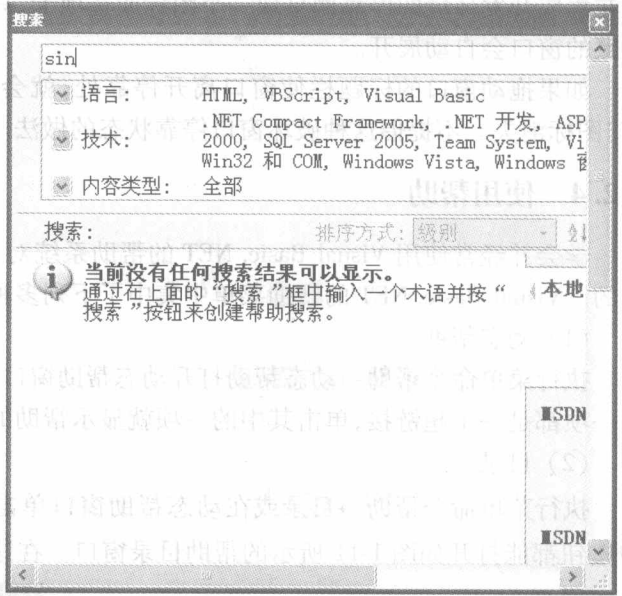 搜索
sin
语言: HTML, VBScript, Visual Basic
技术: .NET Compact Framework, .NET 开发, ASP
2000, SQL Server 2005, Team System, Vi
Win32 和 COM, Windows Vista, Windows
内容类型: 全部
搜索: 排序方式: 级别
当前没有任何搜索结果可以显示。
通过在上面的“搜索”框中输入一个术语并按“
搜索”按钮来创建帮助搜索。
本地
MSDN
MSDN